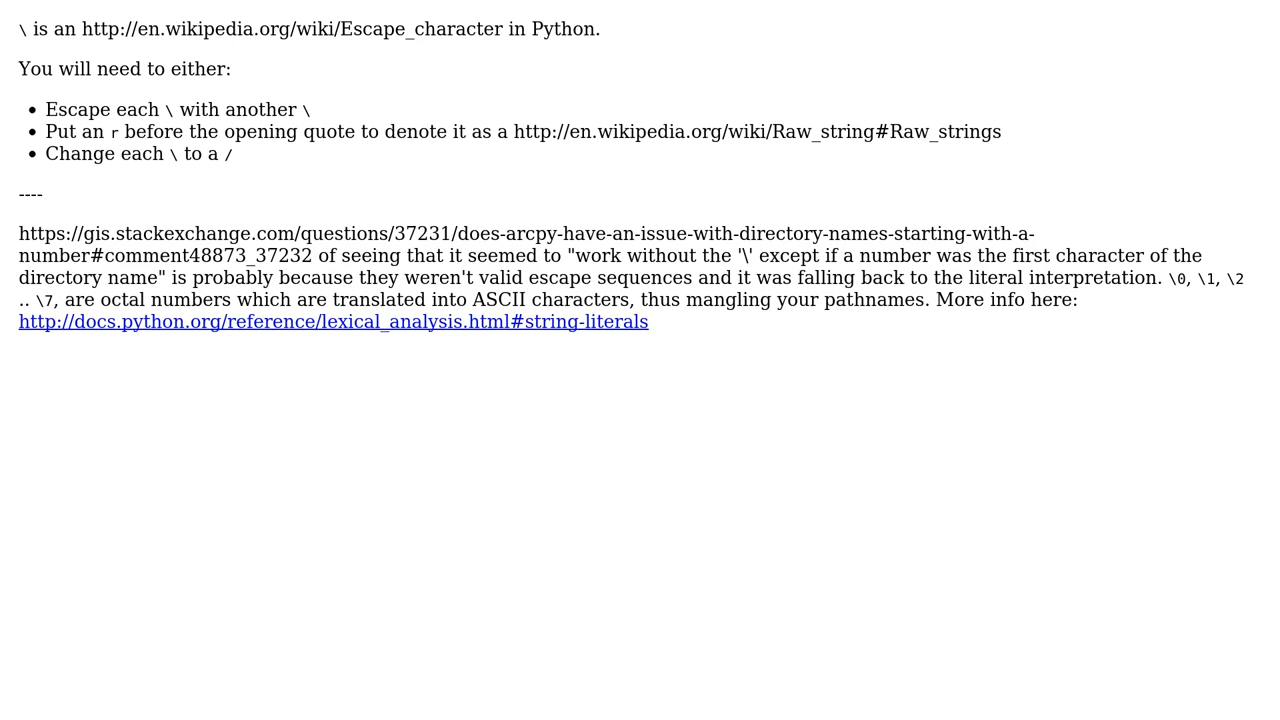 \ is an http://en.wikipedia.org/wiki/Escape_character in Python.
You will need to either:
• Escape each \ with another \
• Put an r before the opening quote to denote it as a http://en.wikipedia.org/wiki/Raw_string#Raw_strings
• Change each \ to a /
----
https://gis.stackexchange.com/questions/37231/does-arcpy-have-an-issue-with-directory-names-starting-with-a-
number#comment48873_37232 of seeing that it seemed to "work without the '\' except if a number was the first character of the
directory name" is probably because they weren't valid escape sequences and it was falling back to the literal interpretation. \0, \1, \2
.. \7, are octal numbers which are translated into ASCII characters, thus mangling your pathnames. More info here:
http://docs.python.org/reference/lexical_analysis.html#string-literals